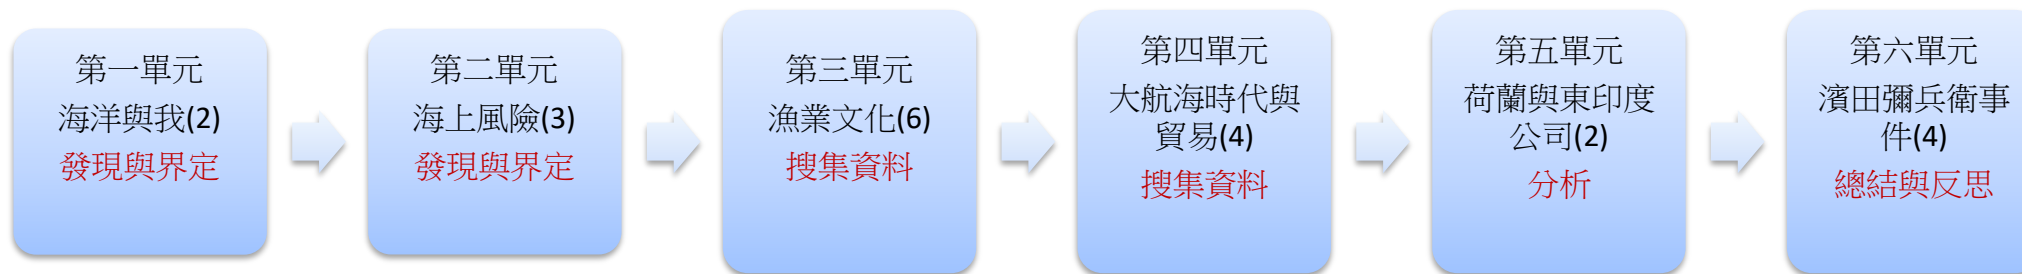 第一單元
海洋與我(2)
發現與界定
第二單元
海上風險(3)
發現與界定
第三單元
漁業文化(6)
搜集資料
第四單元
大航海時代與
貿易(4)
搜集資料
第五單元
荷蘭與東印度
公司(2)
分析
第六單元
濱田彌兵衛事
件(4)
總結與反思